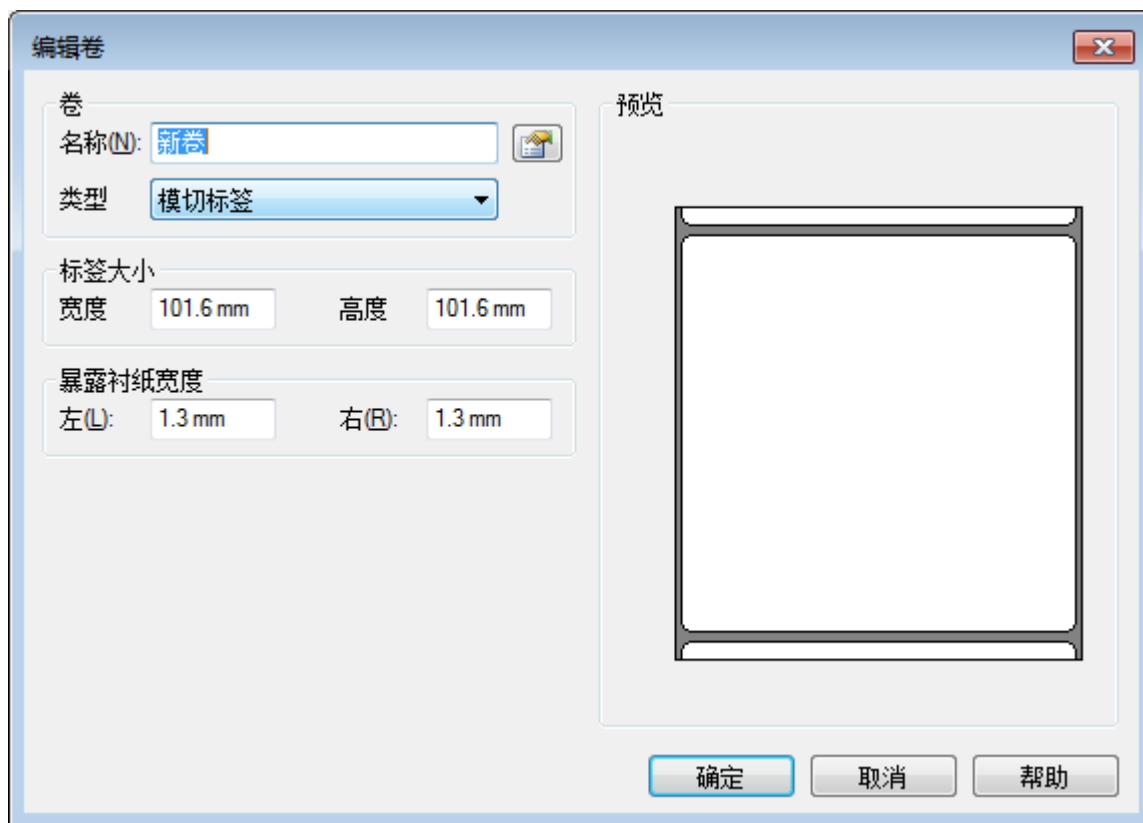 编辑卷
卷
名称(N): 新卷
类型 模切标签
标签大小
宽度 101.6 mm 高度 101.6 mm
暴露衬纸宽度
左(L): 1.3 mm 右(R): 1.3 mm
预览
确定 取消 帮助